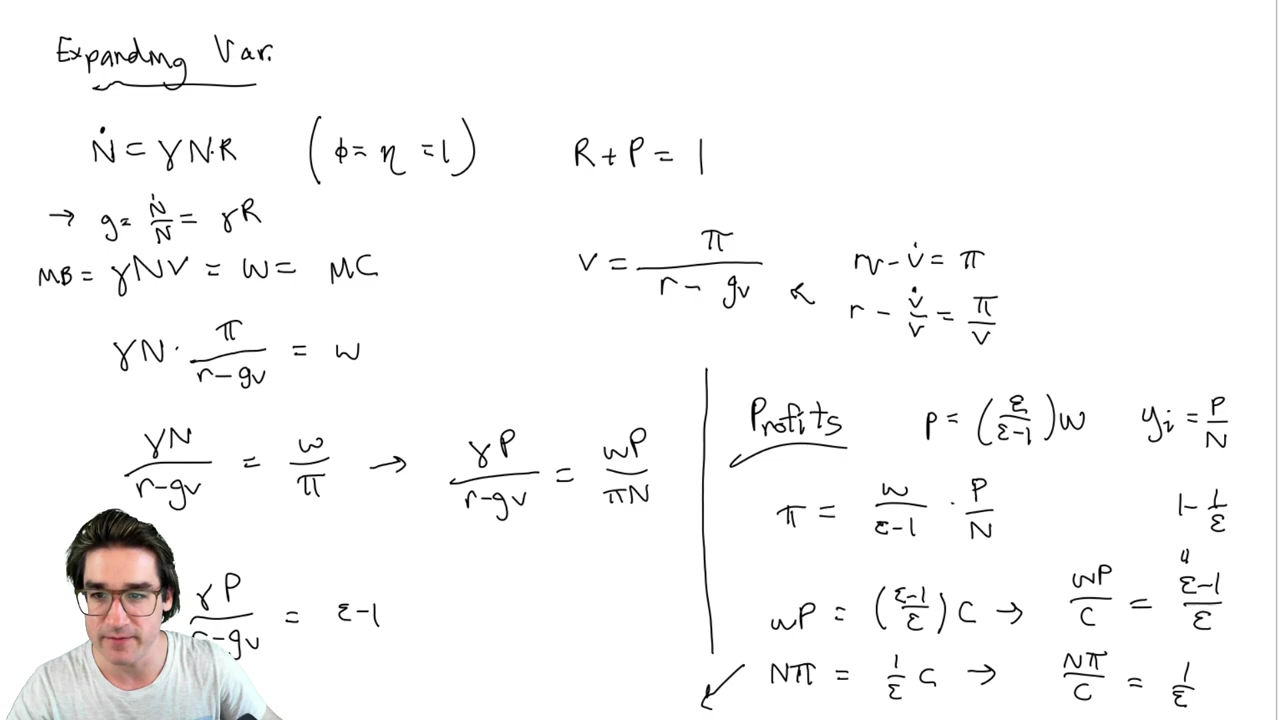 Expanding Var.
Ṅ = γN·R (ϕ = η = 1) R + P = 1
→ g = Ṅ/N = γR
MB = γNV = w = MC
v = π/(r - gv) ← rv - v̇ = π
r - v̇/v = π/v
γN · π/(r - gv) = w
γN/(r - gv) = w/π → γP/(r - gv) = wP/πN
γP/(r - gv) = ε - 1
Profits p = (ε/(ε-1))w yi = P/N
π = w/(ε-1) · P/N 1 - 1/ε
"
wP = ((ε-1)/ε)C → wP/C = (ε-1)/ε
Nπ = 1/ε C → Nπ/C = 1/ε